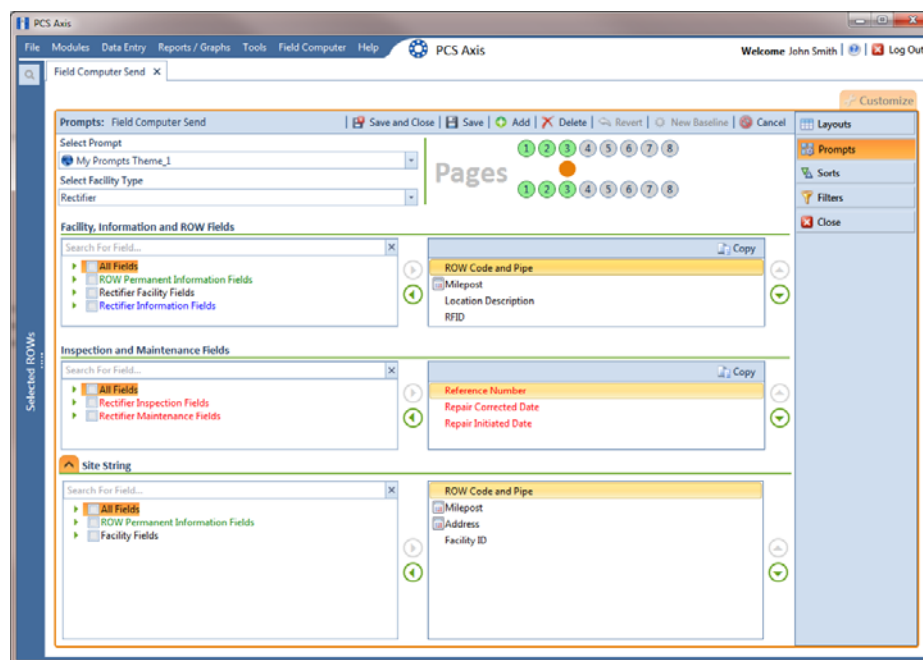 PCS Axis
File Modules Data Entry Reports / Graphs Tools Field Computer Help PCS Axis Welcome John Smith | Log Out
Field Computer Send X
Customize
Prompts: Field Computer Send | Save and Close | Save | Add | Delete | Revert | New Baseline | Cancel
Layouts
Prompts
Sorts
Filters
Close
Select Prompt
My Prompts Theme_1
Select Facility Type
Rectifier
Pages
1 2 3 4 5 6 7 8
1 2 3 4 5 6 7 8
Selected ROWs
Facility, Information and ROW Fields
Search For Field...
All Fields
ROW Permanent Information Fields
Rectifier Facility Fields
Rectifier Information Fields
Copy
ROW Code and Pipe
Milepost
Location Description
RFID
Inspection and Maintenance Fields
Search For Field...
All Fields
Rectifier Inspection Fields
Rectifier Maintenance Fields
Copy
Reference Number
Repair Corrected Date
Repair Initiated Date
Site String
Search For Field...
All Fields
ROW Permanent Information Fields
Facility Fields
ROW Code and Pipe
Milepost
Address
Facility ID